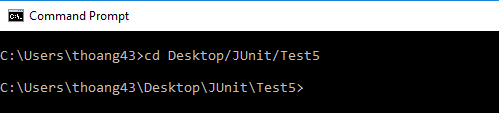 Command Prompt
C:\Users\thoang43>cd Desktop/JUnit/Test5
C:\Users\thoang43\Desktop\JUnit\Test5>